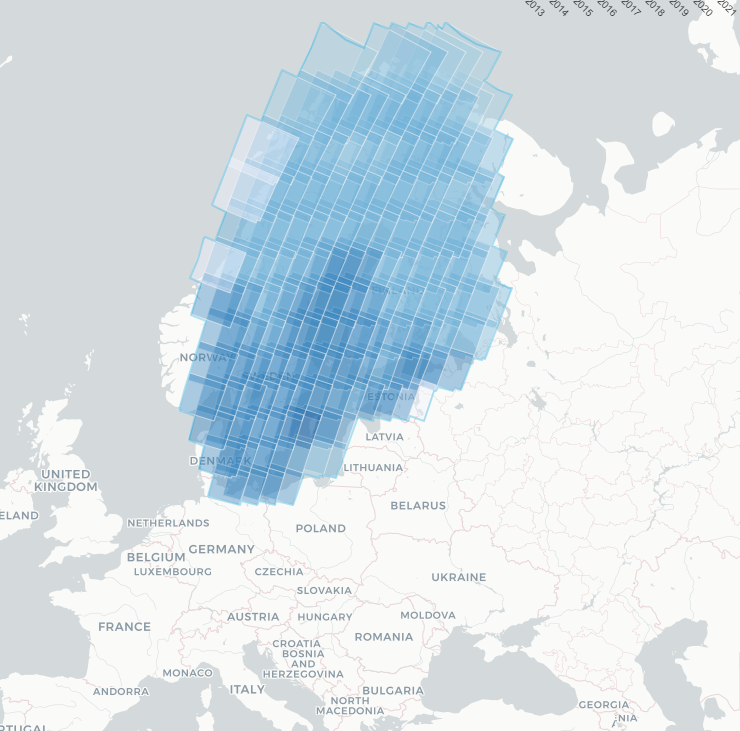 2013 2014 2015 2016 2017 2018 2019 2020 2021
NORWA
ESTONIA
LATVIA
DENMARK
LITHUANIA
UNITED
KINGDOM
BELARUS
ELAND
NETHERLANDS
POLAND
BELGIUM
GERMANY
LUXEMBOURG
CZECHIA
UKRAINE
SLOVAKIA
AUSTRIA
HUNGARY
MOLDOVA
FRANCE
ROMANIA
CROATIA
BOSNIA
AND
HERZEGOVINA
MONACO
ANDORRA
ITALY
BULGARIA
NORTH
MACEDONIA
GEORGIA
RTUGAL